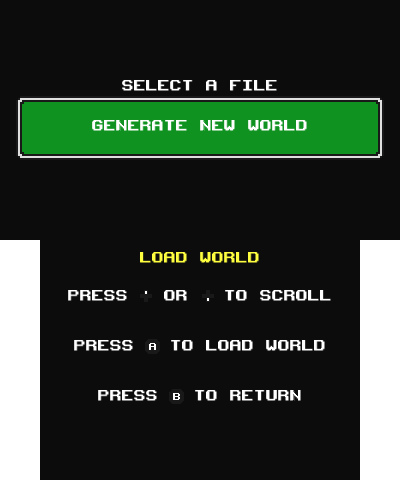 SELECT A FILE
GENERATE NEW WORLD
LOAD WORLD
PRESS OR TO SCROLL
PRESS A TO LOAD WORLD
PRESS B TO RETURN